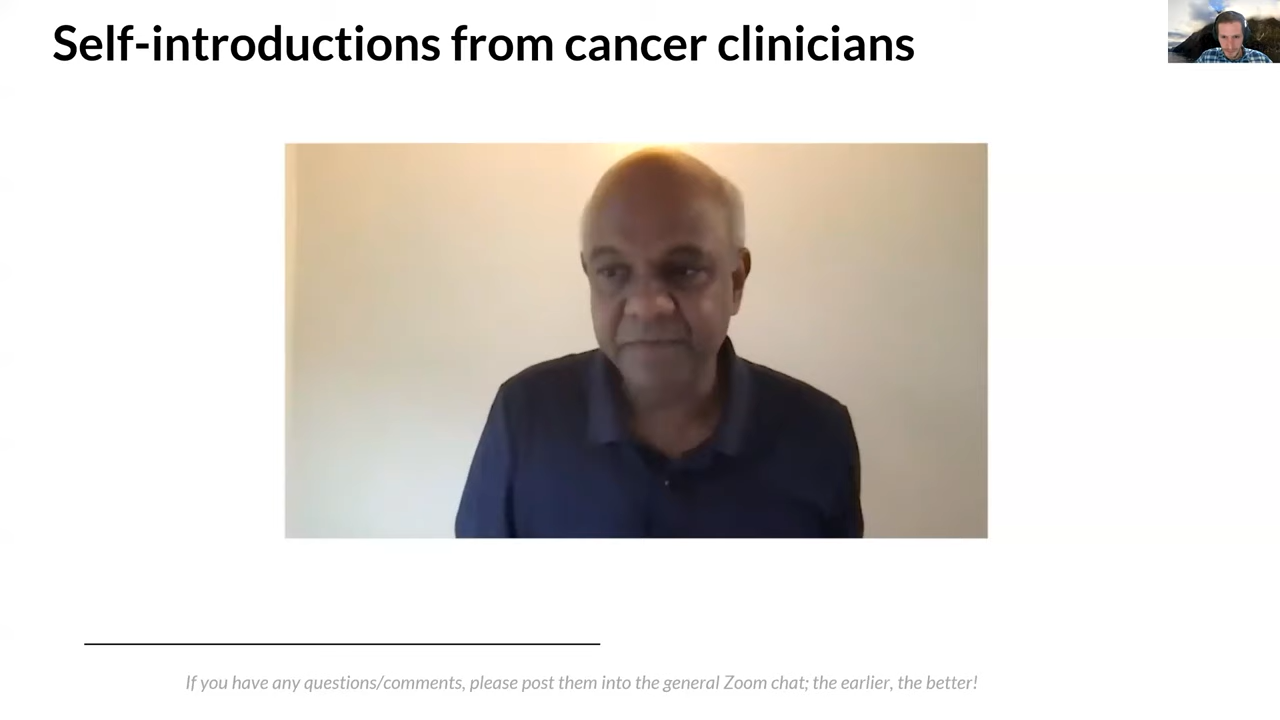 Self-introductions from cancer clinicians
If you have any questions/comments, please post them into the general Zoom chat; the earlier, the better!